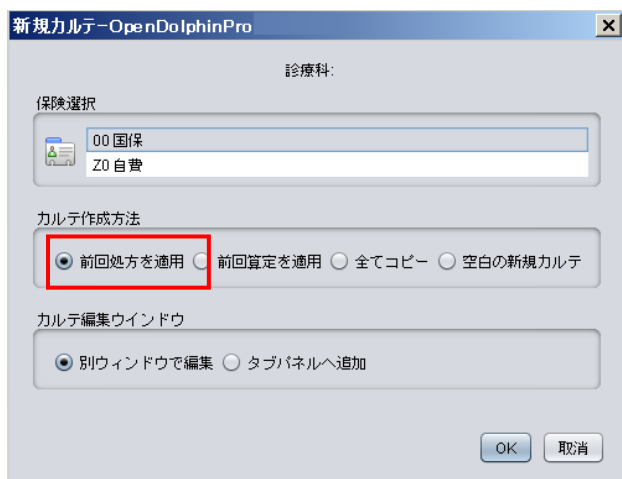 新規カルテ-OpenDolphinPro
診療科:
保険選択
00 国保
Z0 自費
カルテ作成方法
前回処方を適用 前回算定を適用 全てコピー 空白の新規カルテ
カルテ編集ウインドウ
別ウィンドウで編集 タブパネルへ追加
OK 取消